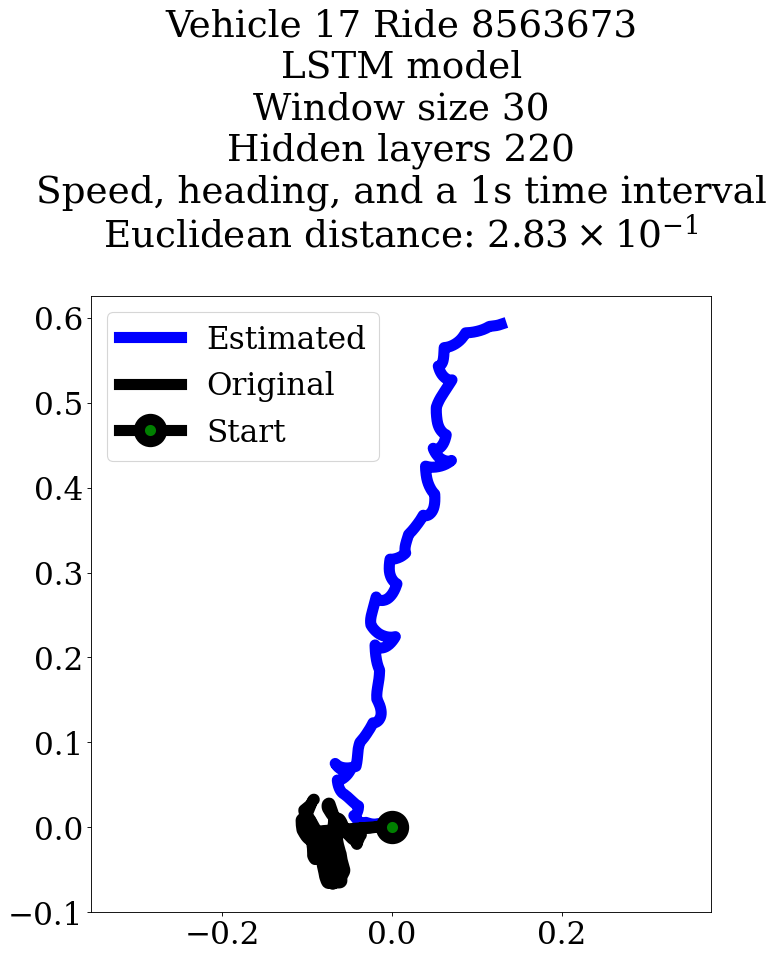 Vehicle 17 Ride 8563673
LSTM model
Window size 30
Hidden layers 220
Speed, heading, and a 1s time interval
Euclidean distance: 2.83 × 10⁻¹
Estimated
Original
Start
0.6
0.5
0.4
0.3
0.2
0.1
0.0
−0.1
−0.2
0.0
0.2